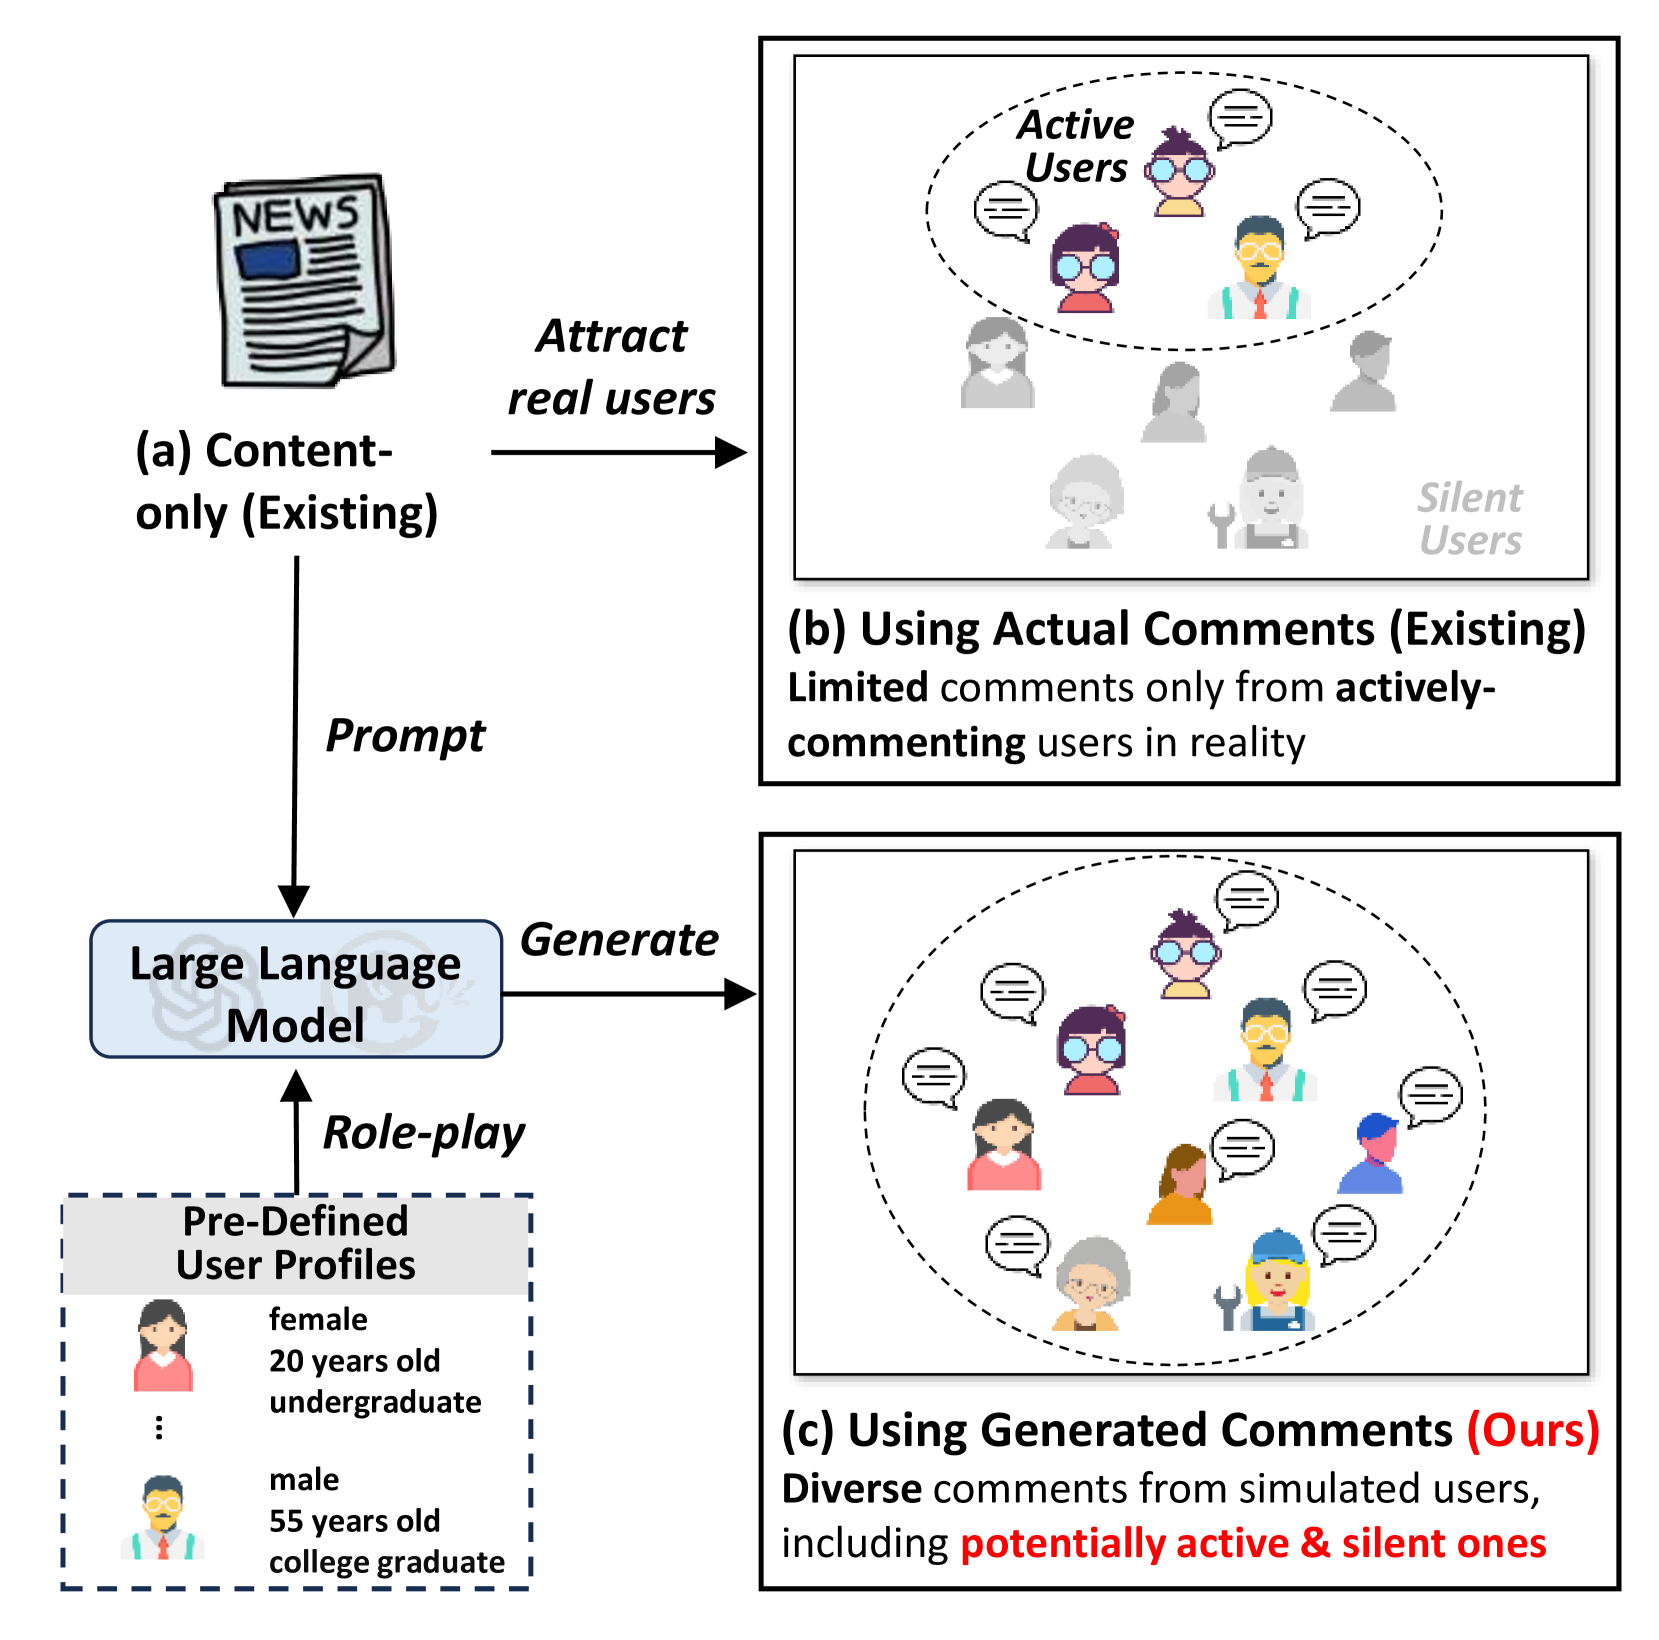 NEWS
(a) Content-
only (Existing)
Attract
real users
Active
Users
Silent
Users
(b) Using Actual Comments (Existing)
Limited comments only from actively-
commenting users in reality
Prompt
Large Language
Model
Generate
Role-play
Pre-Defined
User Profiles
female
20 years old
undergraduate
...
male
55 years old
college graduate
(c) Using Generated Comments (Ours)
Diverse comments from simulated users,
including potentially active & silent ones